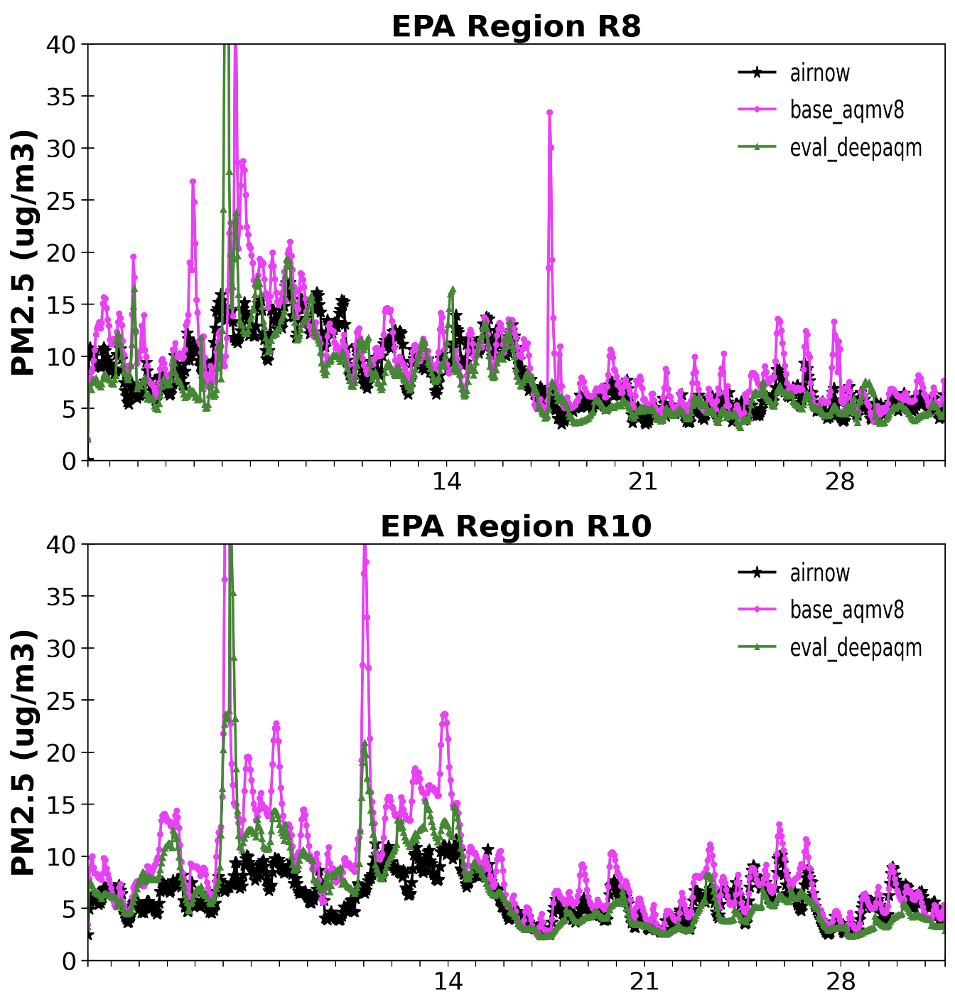 EPA Region R8
PM2.5 (ug/m3)
40
35
30
25
20
15
10
5
0
airnow
base_aqmv8
eval_deepaqm
14 21 28
EPA Region R10
PM2.5 (ug/m3)
40
35
30
25
20
15
10
5
0
airnow
base_aqmv8
eval_deepaqm
14 21 28